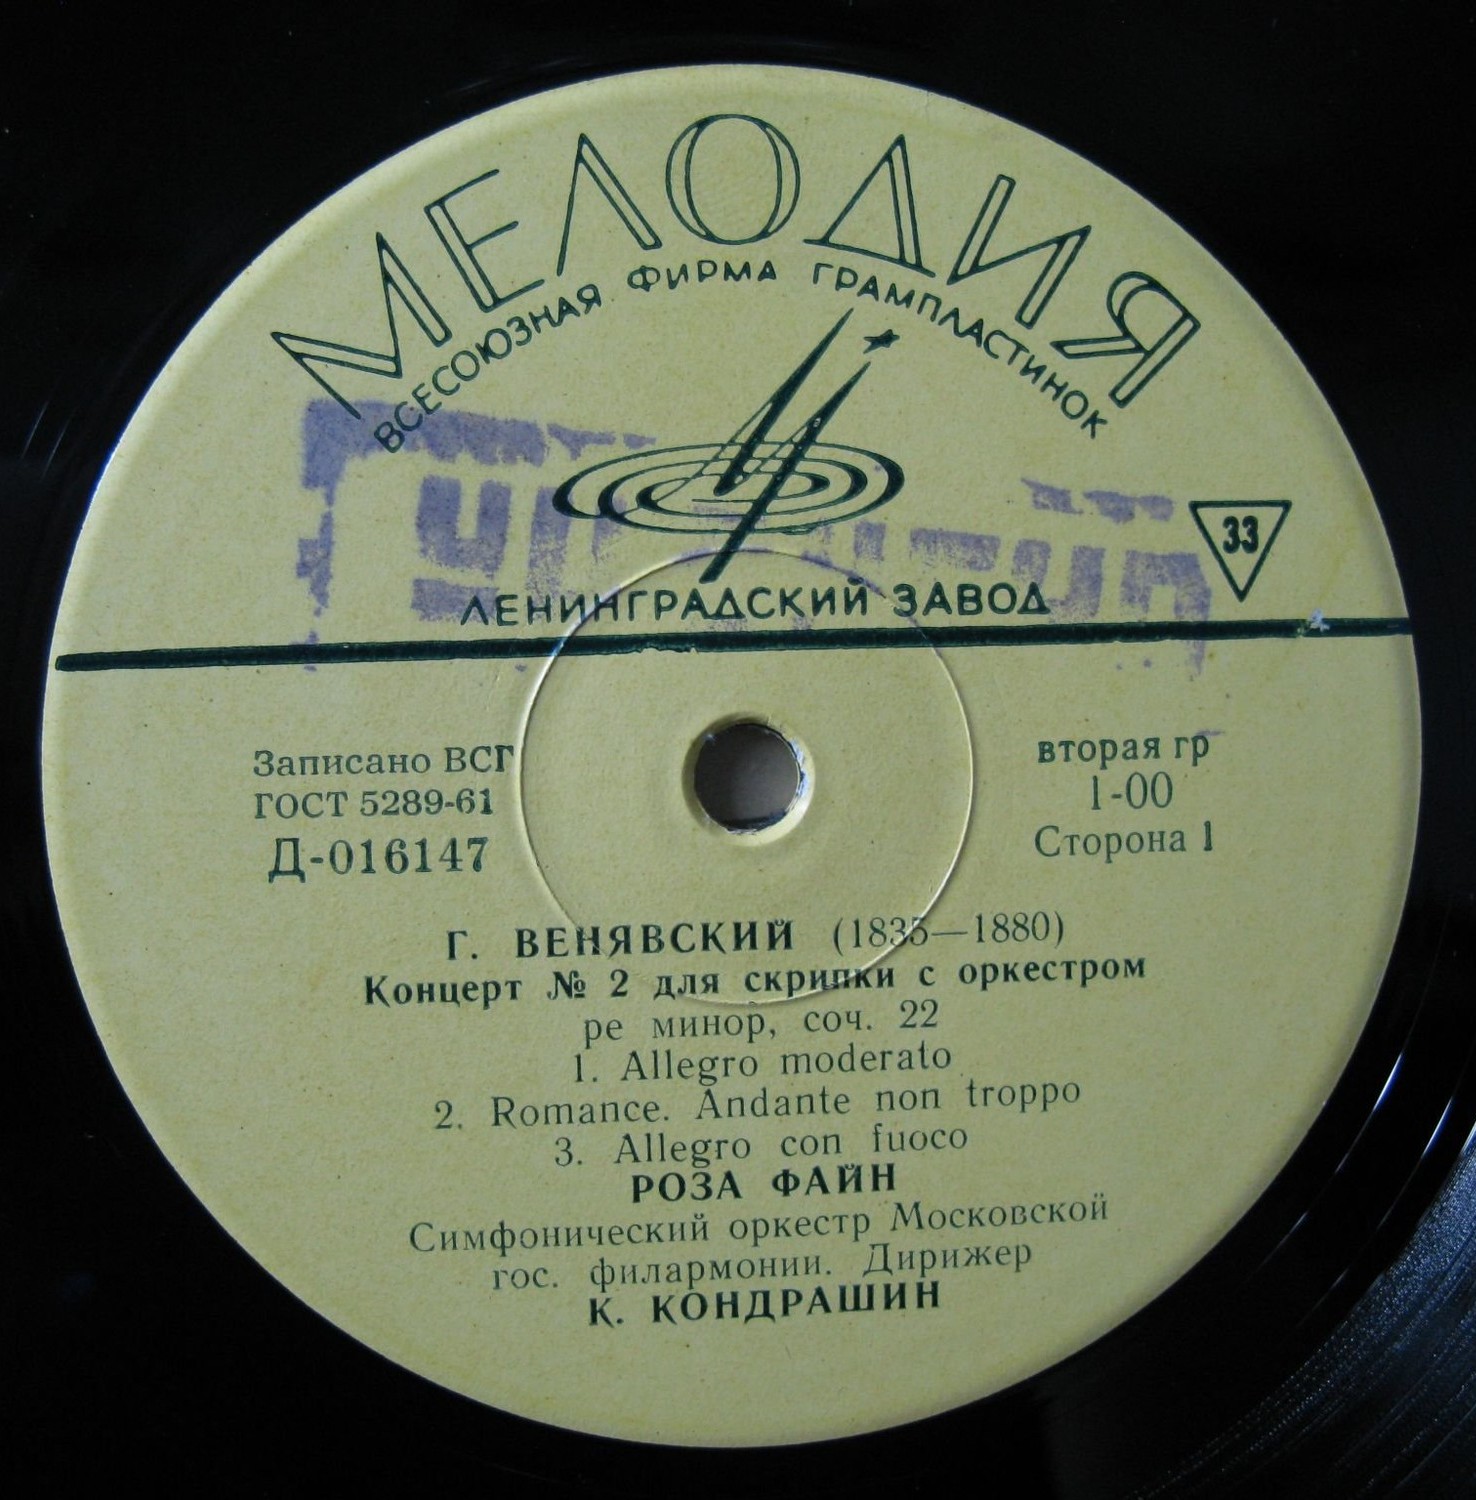 МЕЛОДИЯ
ВСЕСОЮЗНАЯ ФИРМА ГРАМПЛАСТИНОК
33
ЛЕНИНГРАДСКИЙ ЗАВОД
Записано ВСГ
ГОСТ 5289-61
Д-016147
вторая гр
1-00
Сторона 1
Г. ВЕНЯВСКИЙ (1835—1880)
Концерт № 2 для скрипки с оркестром
ре минор, соч. 22
1. Allegro moderato
2. Romance. Andante non troppo
3. Allegro con fuoco
РОЗА ФАЙН
Симфонический оркестр Московской
гос. филармонии. Дирижер
К. КОНДРАШИН